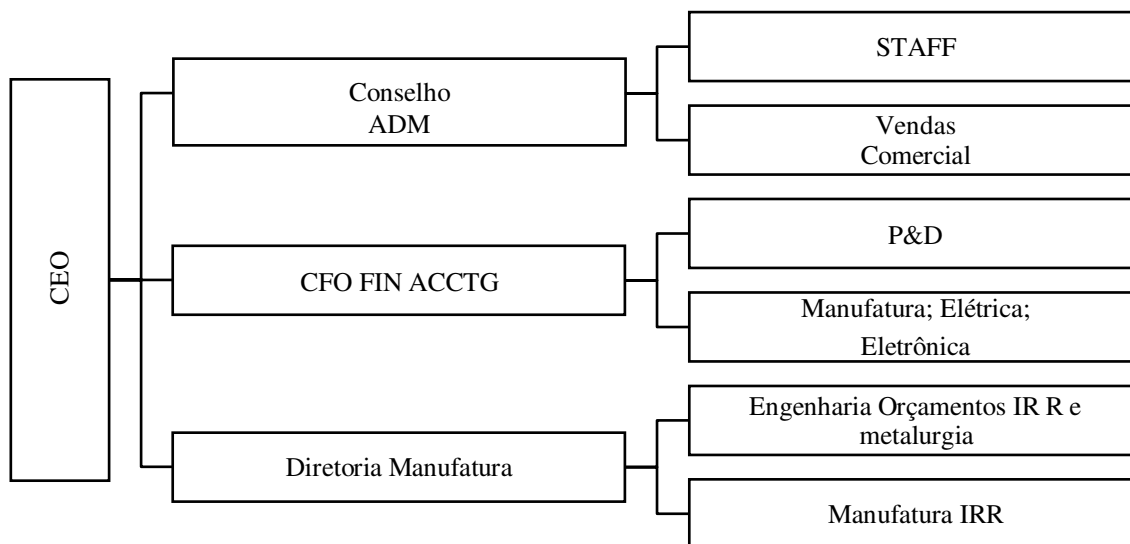 CEO
Conselho
ADM
STAFF
Vendas
Comercial
CFO FIN ACCTG
P&D
Manufatura; Elétrica;
Eletrônica
Diretoria Manufatura
Engenharia Orçamentos IR R e
metalurgia
Manufatura IRR